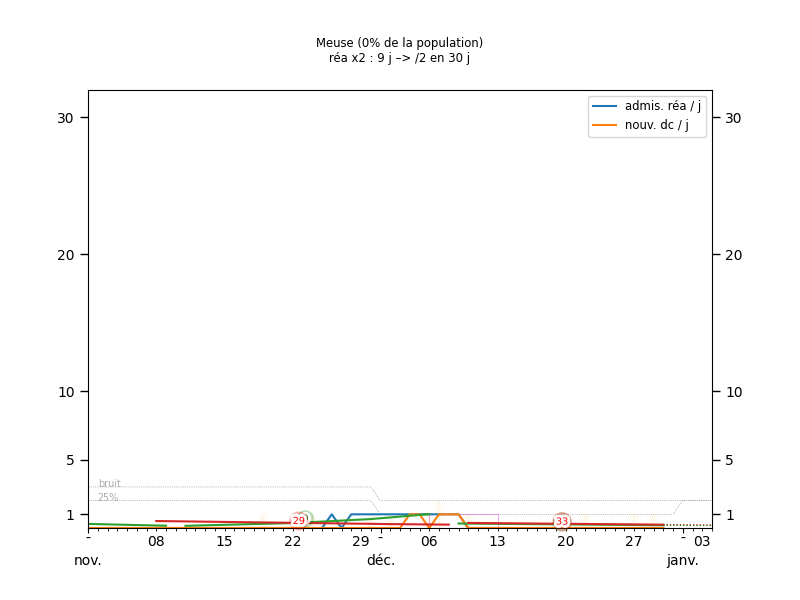 Meuse (0% de la population)
réa x2 : 9 j –> /2 en 30 j
admis. réa / j
nouv. dc / j
30
30
20
20
10
10
5
5
bruit
25%
1
1
29
33
- 08 15 22 29 - 06 13 20 27 - 03
nov. déc. janv.